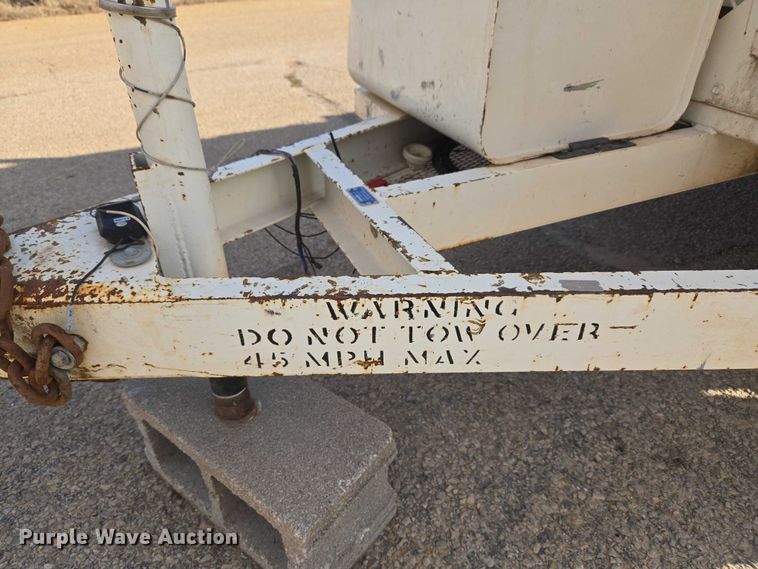 WARNING
DO NOT TOW OVER
45 MPH MAX
Purple Wave Auction®